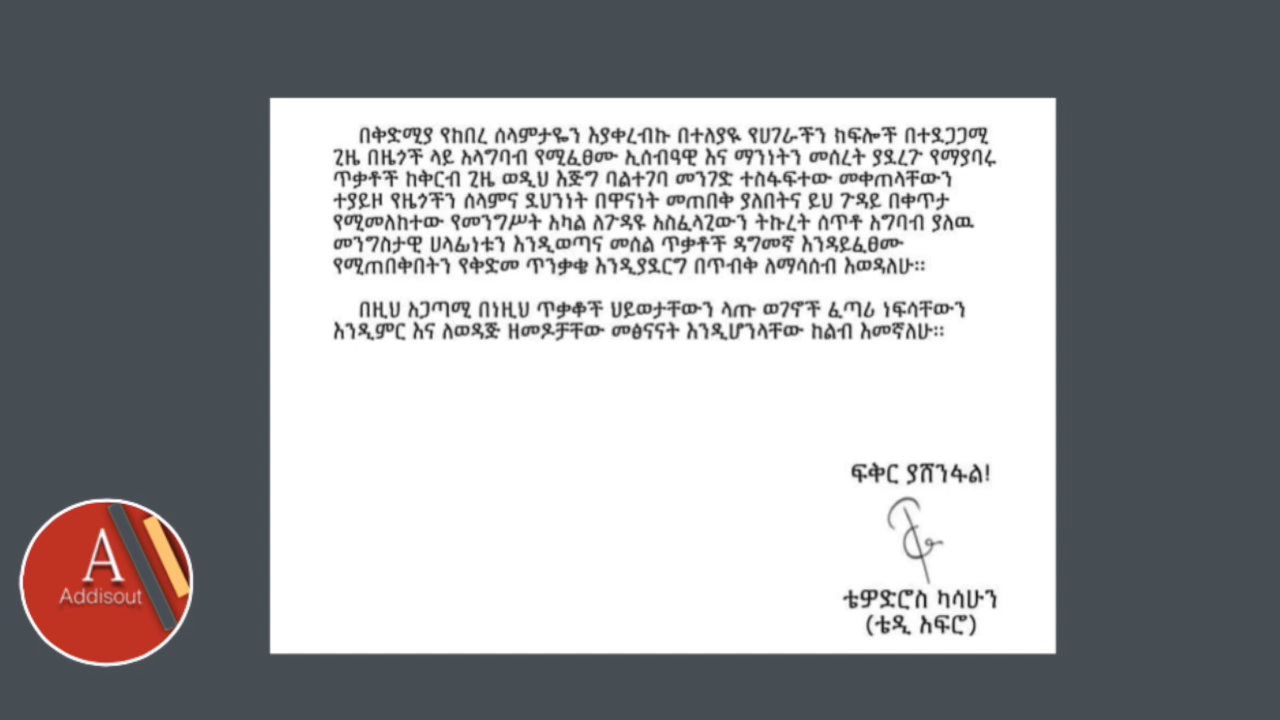 በቅድሚያ የከበረ ሰላምታዬን እያቀረብኩ በተለያዪ የሀገራችን ክፍሎች በተደጋጋሚ
ጊዜ በዜጎች ላይ አላግባብ የሚፈፀሙ ኢሰብዓዊ እና ማንነትን መሰረት ያደረጉ የማያባሩ
ጥቃቶች ከቅርብ ጊዜ ወዲህ እጅግ ባልተገባ መንገድ ተስፋፍተው መቀጠላቸውን
ተያይዞ የዜጎችን ሰላምና ደህንነት በዋናነት መጠበቅ ያለበትና ይህ ጉዳይ በቀጥታ
የሚመለከተው የመንግሥት አካል ለጉዳዩ አስፈላጊውን ትኩረት ሰጥቶ አግባብ ያለዉ
መንግስታዊ ሀላፊነቱን እንዲወጣና መሰል ጥቃቶች ዳግመኛ እንዳይፈፀሙ
የሚጠበቅበትን የቅድመ ጥንቃቄ እንዲያደርግ በጥብቅ ለማሳሰብ እወዳለሁ።
በዚህ አጋጣሚ በነዚህ ጥቃቆች ህይወታቸውን ላጡ ወገኖች ፈጣሪ ነፍሳቸውን
እንዲምር እና ለወዳጅ ዘመዶቻቸው መፅናናት እንዲሆንላቸው ከልብ እመኛለሁ።
ፍቅር ያሸንፋል!
ቴዎድሮስ ካሳሁን
(ቴዲ አፍሮ)
A
Addisout